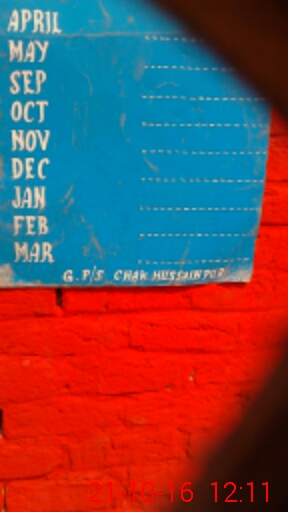 APRIL
MAY
SEP
OCT
NOV
DEC
JAN
FEB
MAR
G.P/S CHAK HUSSAINPUR
21-10-16 12:11